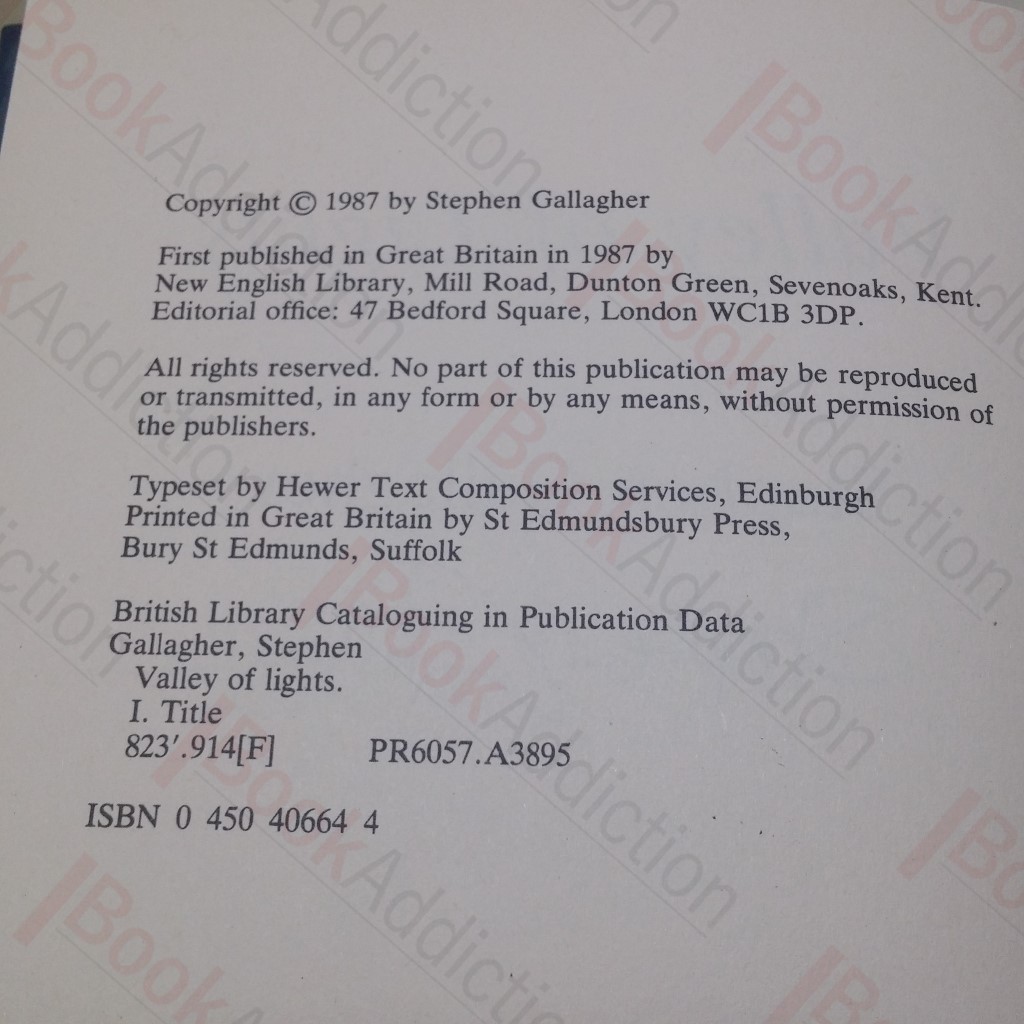 Copyright © 1987 by Stephen Gallagher
First published in Great Britain in 1987 by
New English Library, Mill Road, Dunton Green, Sevenoaks, Kent.
Editorial office: 47 Bedford Square, London WC1B 3DP.
All rights reserved. No part of this publication may be reproduced
or transmitted, in any form or by any means, without permission of
the publishers.
Typeset by Hewer Text Composition Services, Edinburgh
Printed in Great Britain by St Edmundsbury Press,
Bury St Edmunds, Suffolk
British Library Cataloguing in Publication Data
Gallagher, Stephen
Valley of lights.
I. Title
823′.914[F] PR6057.A3895
ISBN 0 450 40664 4
BookAddiction